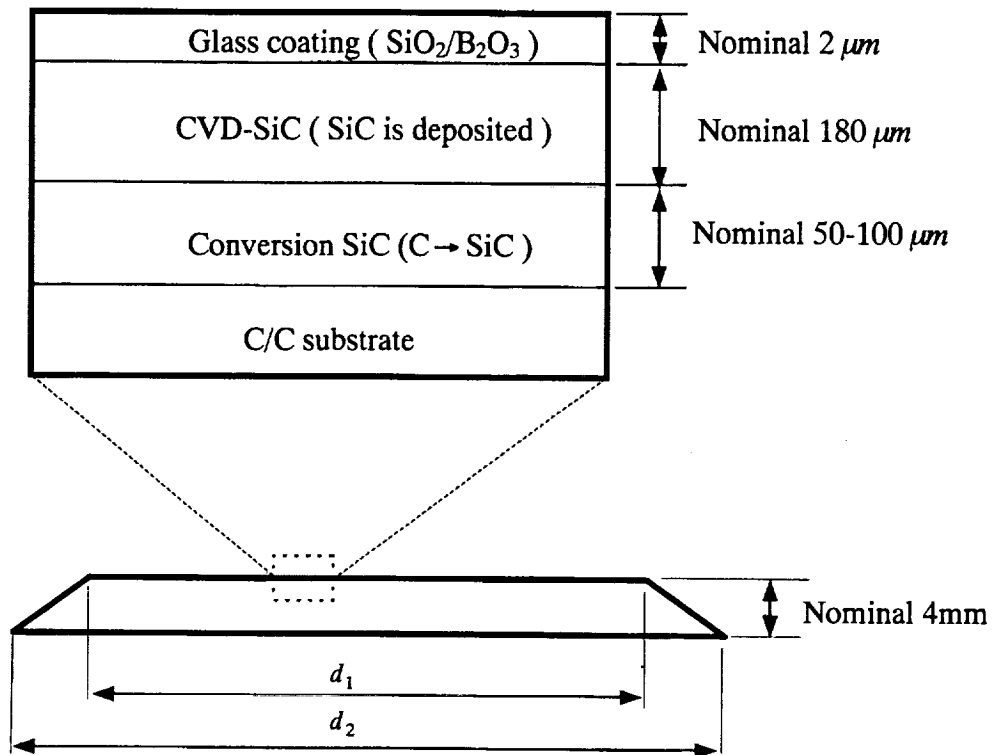 Glass coating ( SiO₂/B₂O₃ )
Nominal 2 μm
CVD-SiC ( SiC is deposited )
Nominal 180 μm
Conversion SiC (C → SiC )
Nominal 50-100 μm
C/C substrate
Nominal 4mm
d₁
d₂